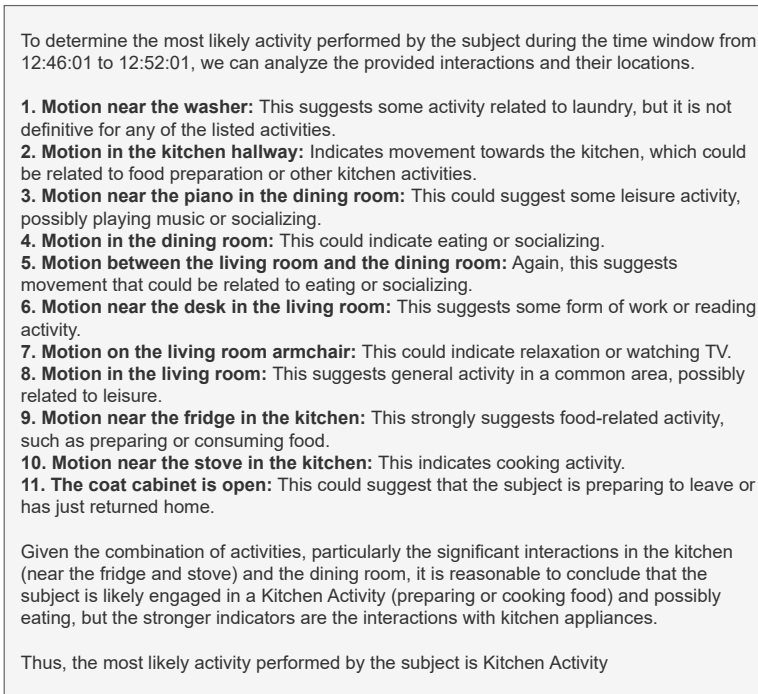 To determine the most likely activity performed by the subject during the time window from
12:46:01 to 12:52:01, we can analyze the provided interactions and their locations.
1. Motion near the washer: This suggests some activity related to laundry, but it is not
definitive for any of the listed activities.
2. Motion in the kitchen hallway: Indicates movement towards the kitchen, which could
be related to food preparation or other kitchen activities.
3. Motion near the piano in the dining room: This could suggest some leisure activity,
possibly playing music or socializing.
4. Motion in the dining room: This could indicate eating or socializing.
5. Motion between the living room and the dining room: Again, this suggests
movement that could be related to eating or socializing.
6. Motion near the desk in the living room: This suggests some form of work or reading
activity.
7. Motion on the living room armchair: This could indicate relaxation or watching TV.
8. Motion in the living room: This suggests general activity in a common area, possibly
related to leisure.
9. Motion near the fridge in the kitchen: This strongly suggests food-related activity,
such as preparing or consuming food.
10. Motion near the stove in the kitchen: This indicates cooking activity.
11. The coat cabinet is open: This could suggest that the subject is preparing to leave or
has just returned home.
Given the combination of activities, particularly the significant interactions in the kitchen
(near the fridge and stove) and the dining room, it is reasonable to conclude that the
subject is likely engaged in a Kitchen Activity (preparing or cooking food) and possibly
eating, but the stronger indicators are the interactions with kitchen appliances.
Thus, the most likely activity performed by the subject is Kitchen Activity